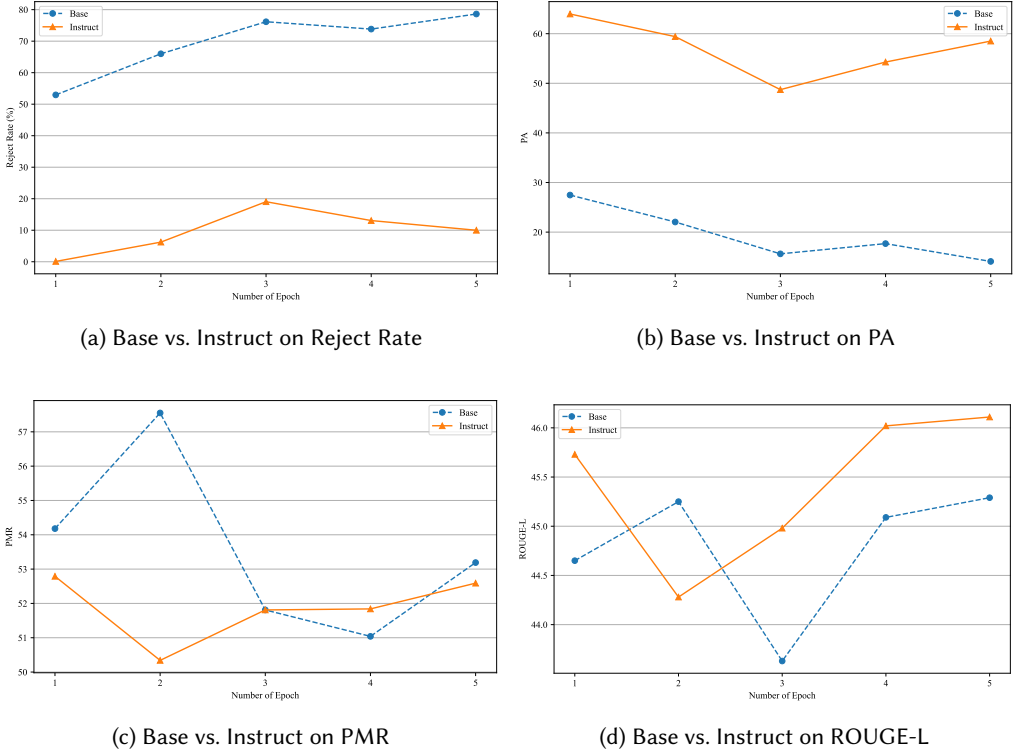 80
70
60
50
40
30
20
10
0
Reject Rate (%)
Base
Instruct
1 2 3 4 5
Number of Epoch
(a) Base vs. Instruct on Reject Rate
60
50
40
30
20
PA
Base
Instruct
1 2 3 4 5
Number of Epoch
(b) Base vs. Instruct on PA
57
56
55
54
53
52
51
50
PMR
Base
Instruct
1 2 3 4 5
Number of Epoch
(c) Base vs. Instruct on PMR
46.0
45.5
45.0
44.5
44.0
ROUGE-L
Base
Instruct
1 2 3 4 5
Number of Epoch
(d) Base vs. Instruct on ROUGE-L